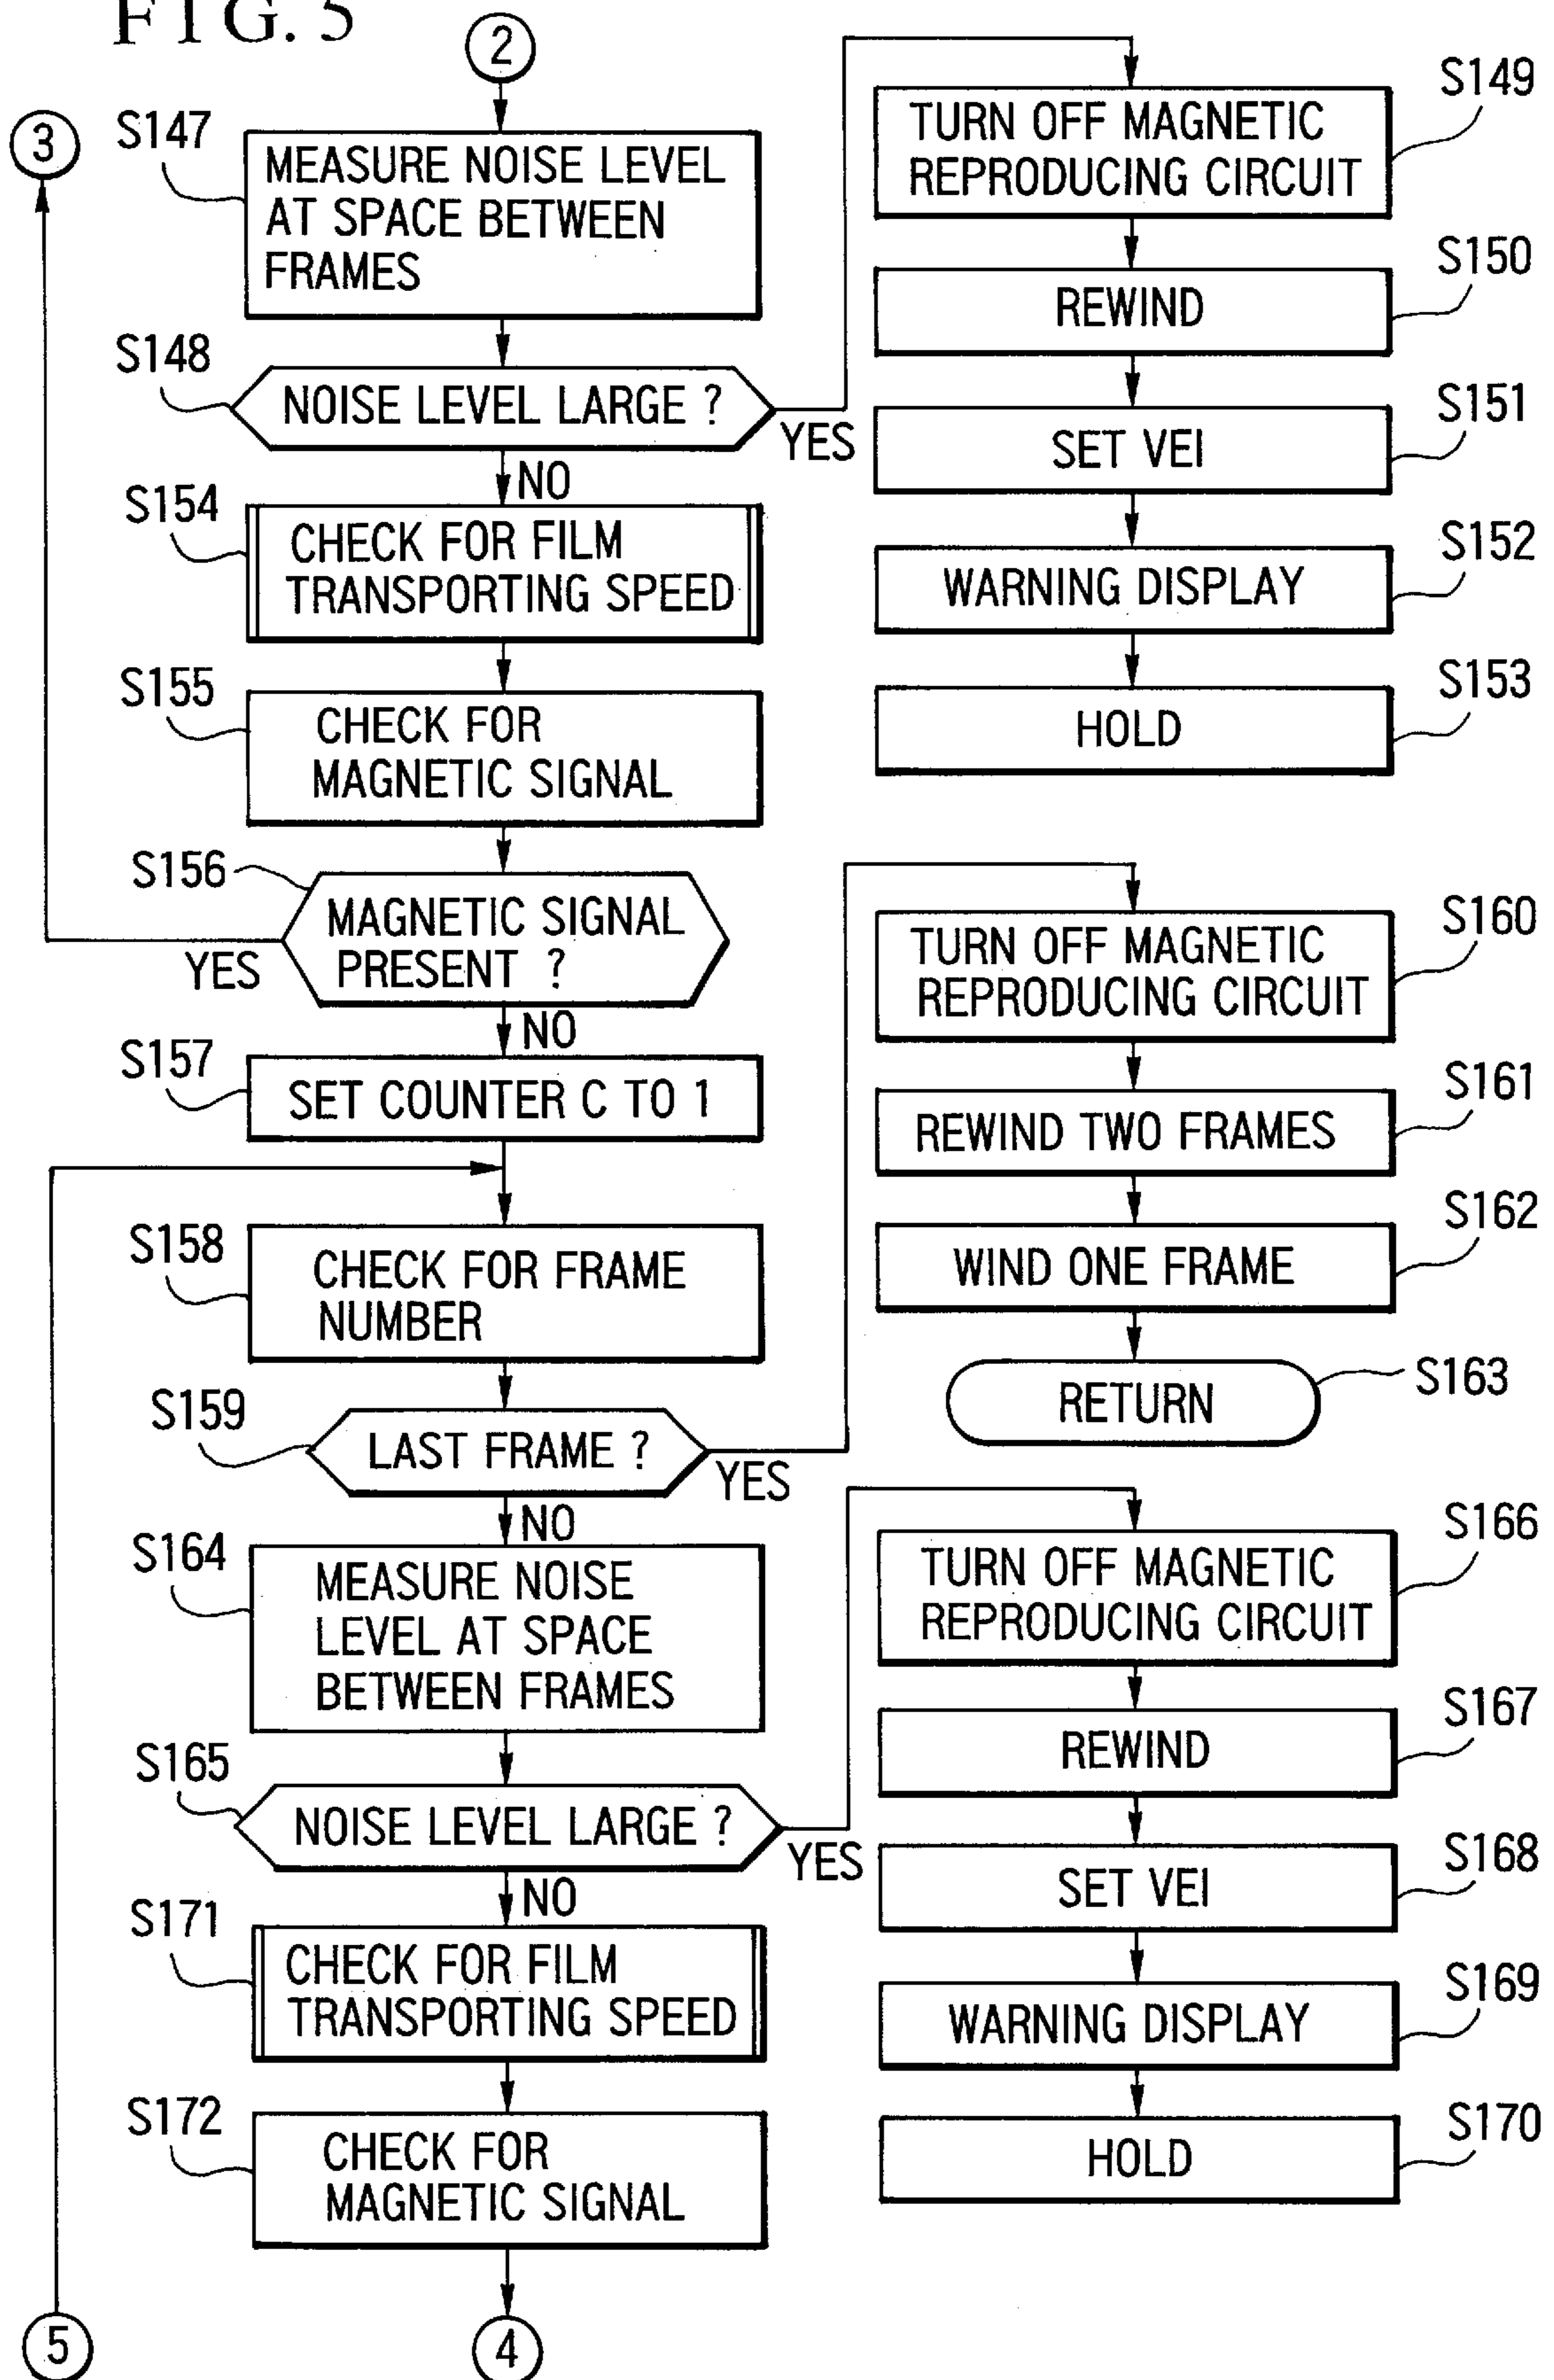 FIG. 5
2
3
S147
MEASURE NOISE LEVEL
AT SPACE BETWEEN
FRAMES
S148
NOISE LEVEL LARGE ?
YES
NO
S149
TURN OFF MAGNETIC
REPRODUCING CIRCUIT
S150
REWIND
S151
SET VEI
S152
WARNING DISPLAY
S153
HOLD
S154
CHECK FOR FILM
TRANSPORTING SPEED
S155
CHECK FOR
MAGNETIC SIGNAL
S156
MAGNETIC SIGNAL
PRESENT ?
YES
NO
S157
SET COUNTER C TO 1
S158
CHECK FOR FRAME
NUMBER
S159
LAST FRAME ?
YES
NO
S160
TURN OFF MAGNETIC
REPRODUCING CIRCUIT
S161
REWIND TWO FRAMES
S162
WIND ONE FRAME
S163
RETURN
S164
MEASURE NOISE
LEVEL AT SPACE
BETWEEN FRAMES
S165
NOISE LEVEL LARGE ?
YES
NO
S166
TURN OFF MAGNETIC
REPRODUCING CIRCUIT
S167
REWIND
S168
SET VEI
S169
WARNING DISPLAY
S170
HOLD
S171
CHECK FOR FILM
TRANSPORTING SPEED
S172
CHECK FOR
MAGNETIC SIGNAL
5
4